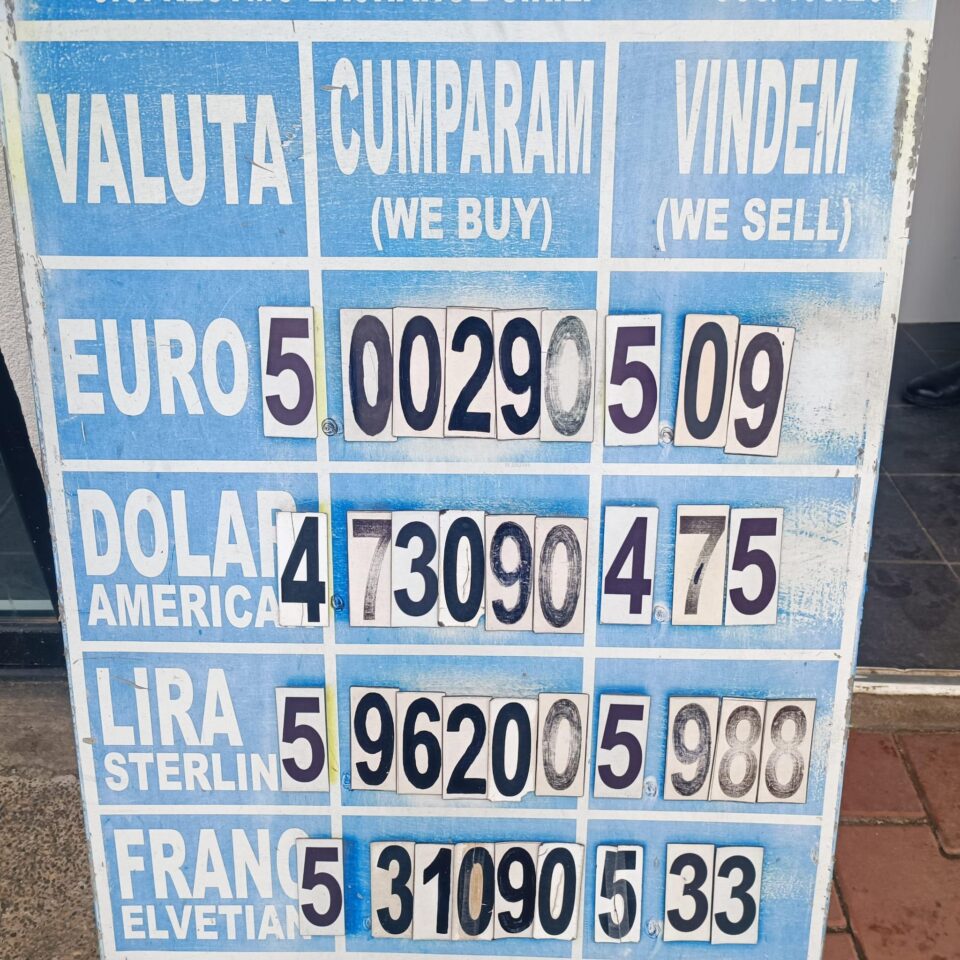 EXCHANGE
VALUTA CUMPARAM VINDEM
(WE BUY) (WE SELL)
EURO 5.00290 5.09
DOLAR 4.73090 4.75
AMERICA
LIRA 5.96200 5.988
STERLIN
FRANC 5.31090 5.33
ELVETIAN